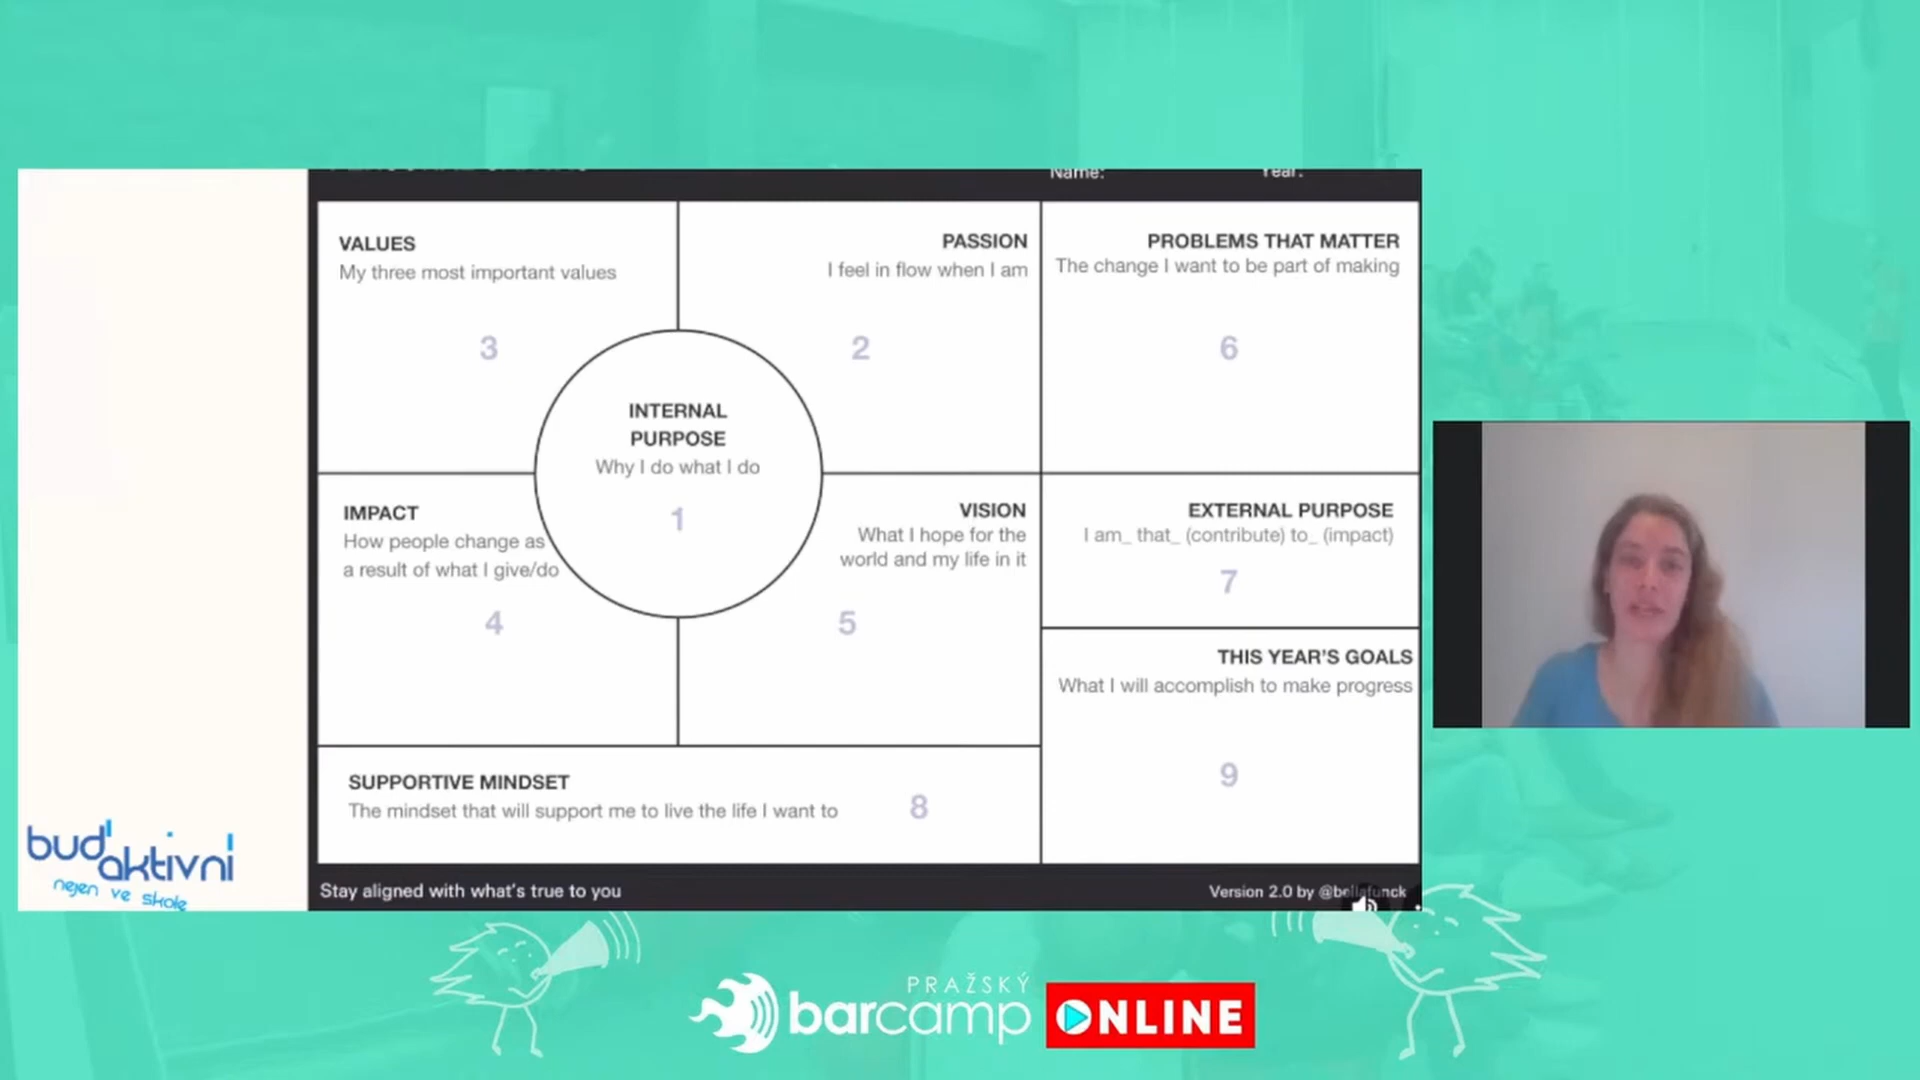 Name:
Year:
VALUES
My three most important values
3
PASSION
I feel in flow when I am
2
PROBLEMS THAT MATTER
The change I want to be part of making
6
INTERNAL
PURPOSE
Why I do what I do
1
IMPACT
How people change as
a result of what I give/do
4
VISION
What I hope for the
world and my life in it
5
EXTERNAL PURPOSE
I am_ that_ (contribute) to_ (impact)
7
THIS YEAR'S GOALS
What I will accomplish to make progress
9
SUPPORTIVE MINDSET
The mindset that will support me to live the life I want to
8
Stay aligned with what's true to you
Version 2.0 by @bellafunck
buď aktivní
nejen ve škole
PRAŽSKÝ
barcamp
ONLINE